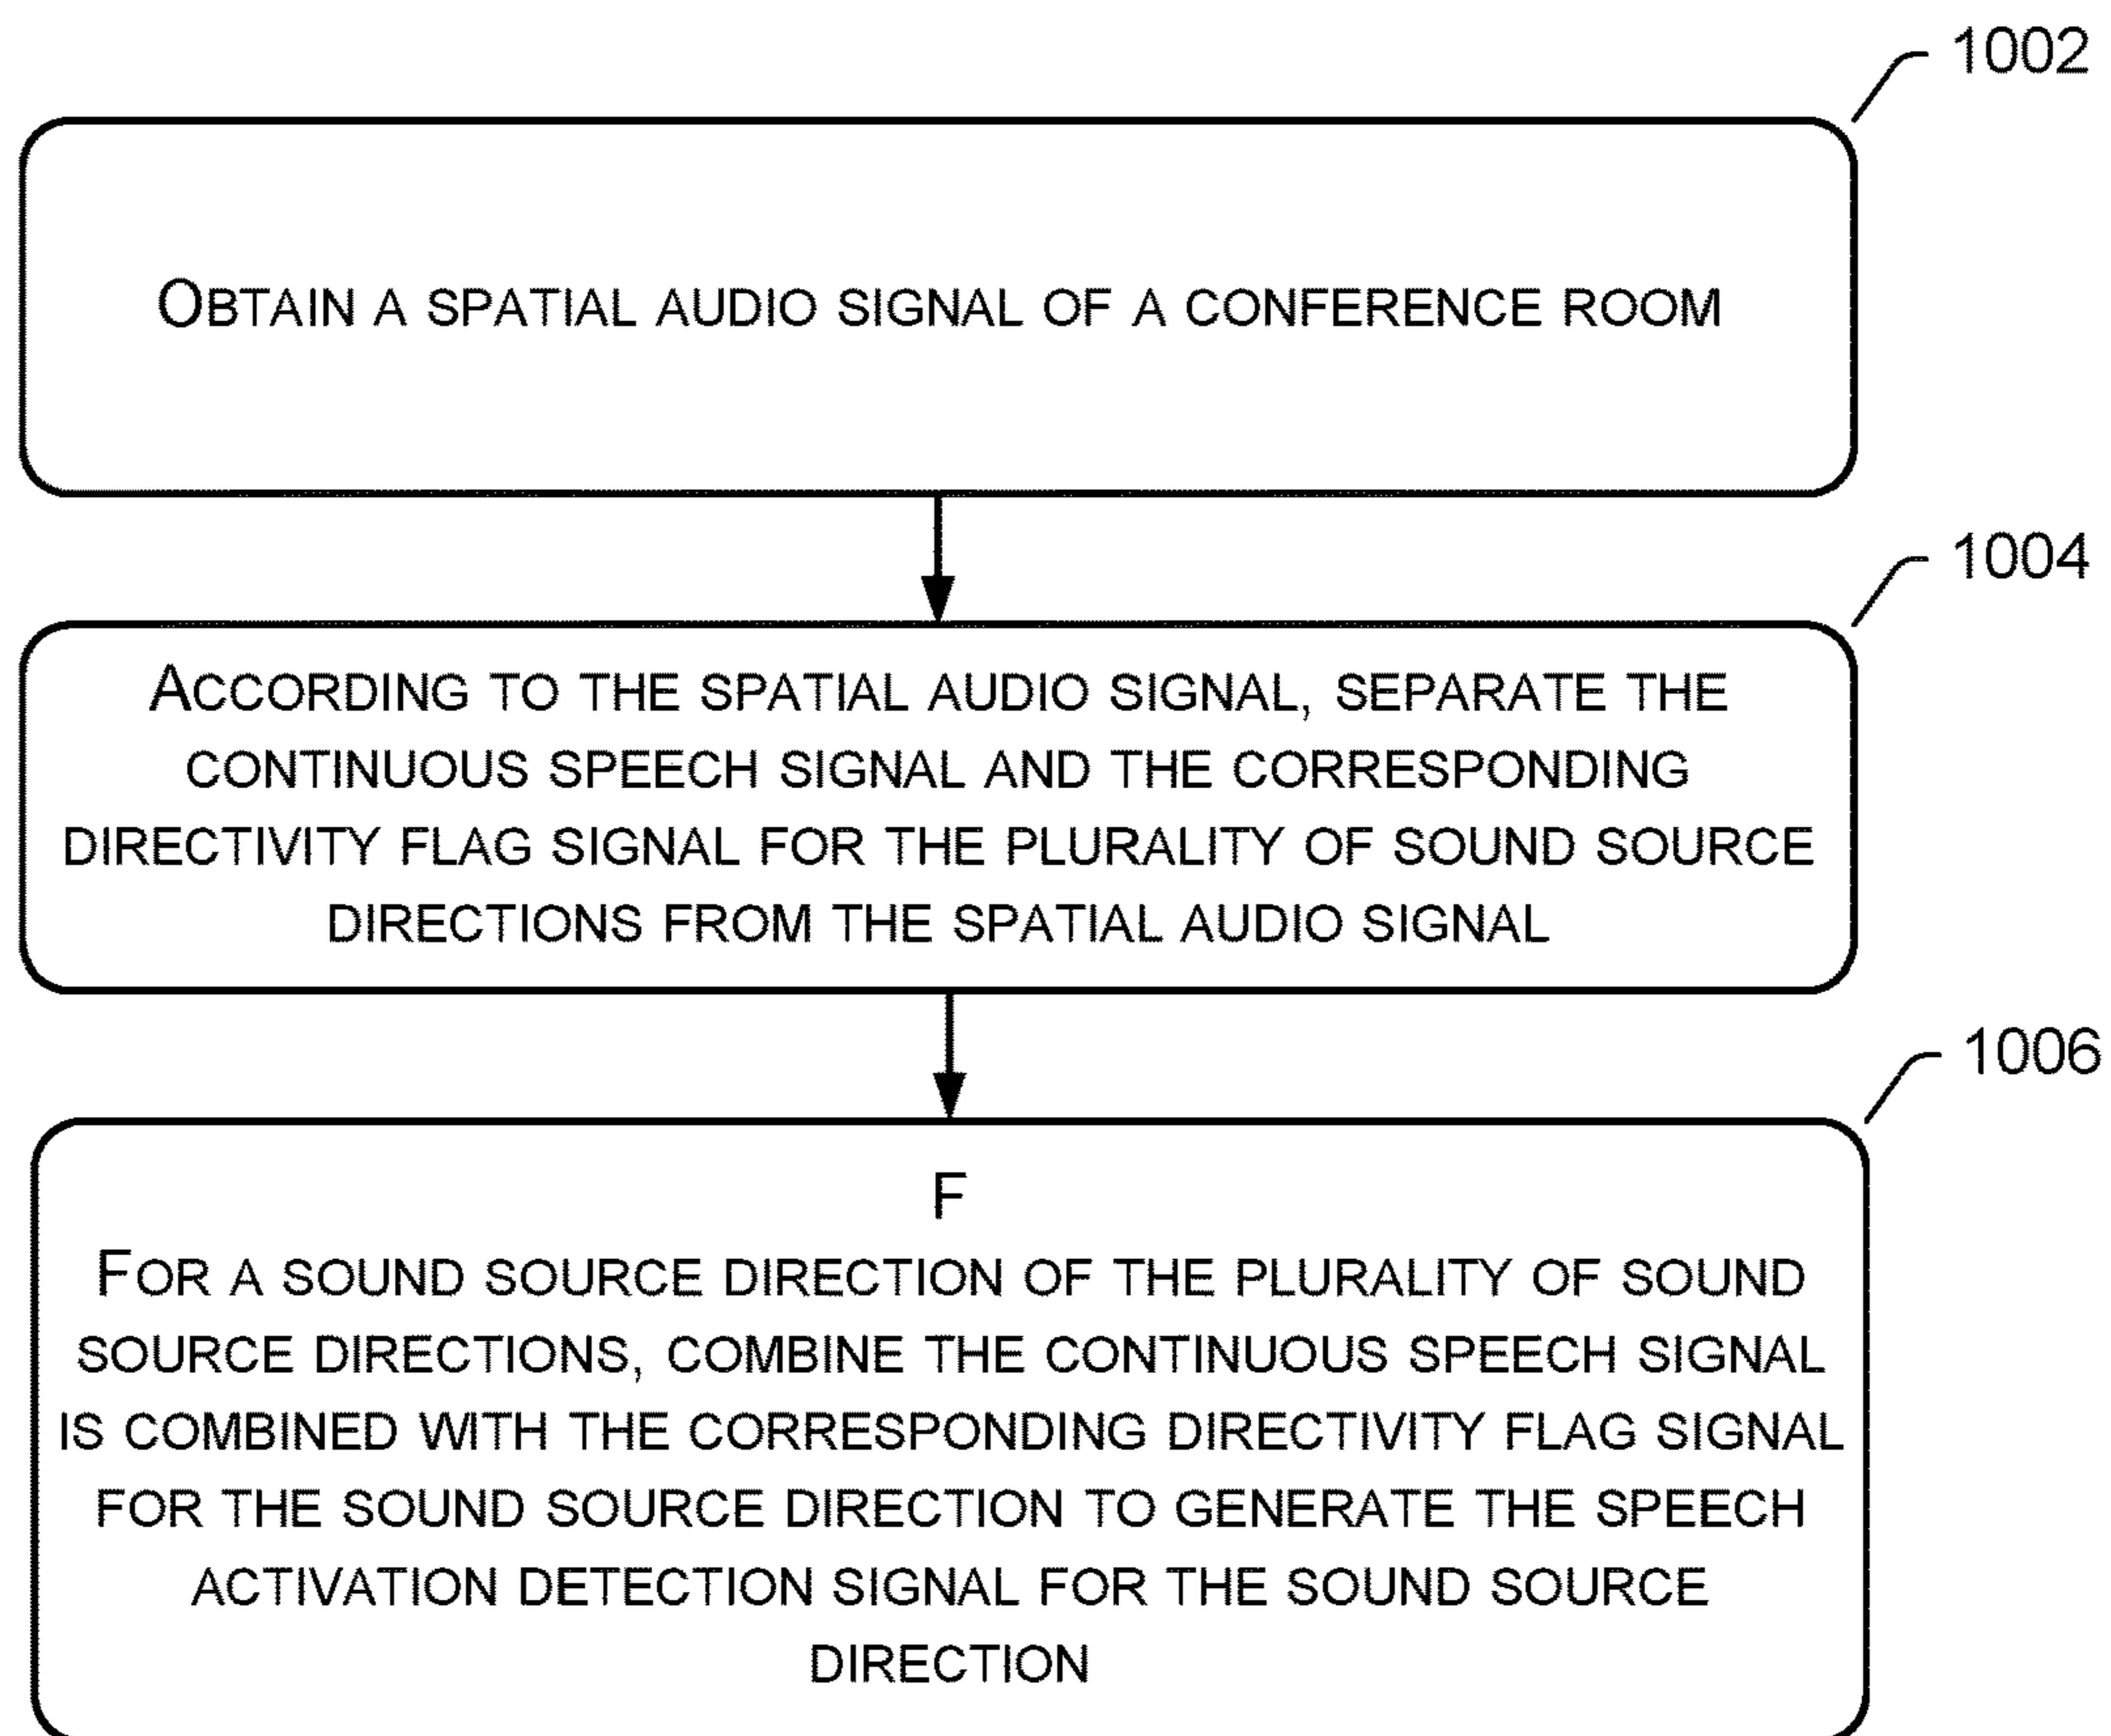 1002
OBTAIN A SPATIAL AUDIO SIGNAL OF A CONFERENCE ROOM
1004
ACCORDING TO THE SPATIAL AUDIO SIGNAL, SEPARATE THE
CONTINUOUS SPEECH SIGNAL AND THE CORRESPONDING
DIRECTIVITY FLAG SIGNAL FOR THE PLURALITY OF SOUND SOURCE
DIRECTIONS FROM THE SPATIAL AUDIO SIGNAL
1006
F
FOR A SOUND SOURCE DIRECTION OF THE PLURALITY OF SOUND
SOURCE DIRECTIONS, COMBINE THE CONTINUOUS SPEECH SIGNAL
IS COMBINED WITH THE CORRESPONDING DIRECTIVITY FLAG SIGNAL
FOR THE SOUND SOURCE DIRECTION TO GENERATE THE SPEECH
ACTIVATION DETECTION SIGNAL FOR THE SOUND SOURCE
DIRECTION